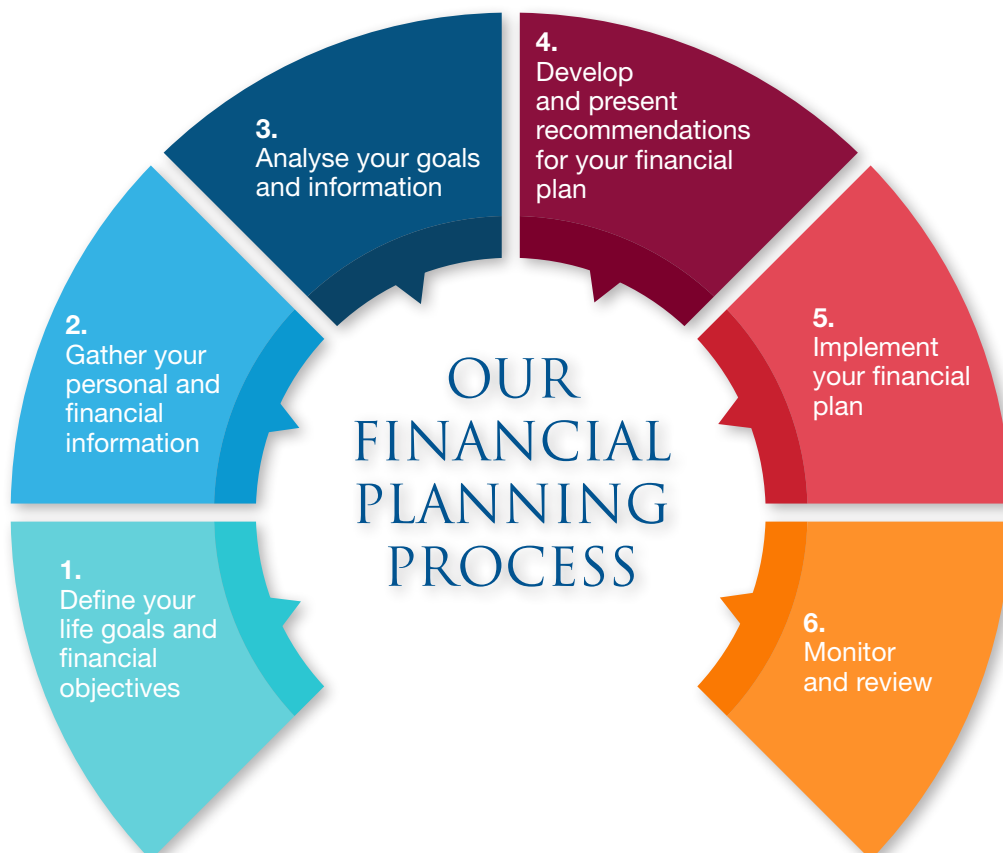 1.
Define your
life goals and
financial
objectives
2.
Gather your
personal and
financial
information
3.
Analyse your goals
and information
4.
Develop
and present
recommendations
for your financial
plan
5.
Implement
your financial
plan
6.
Monitor
and review
OUR
FINANCIAL
PLANNING
PROCESS